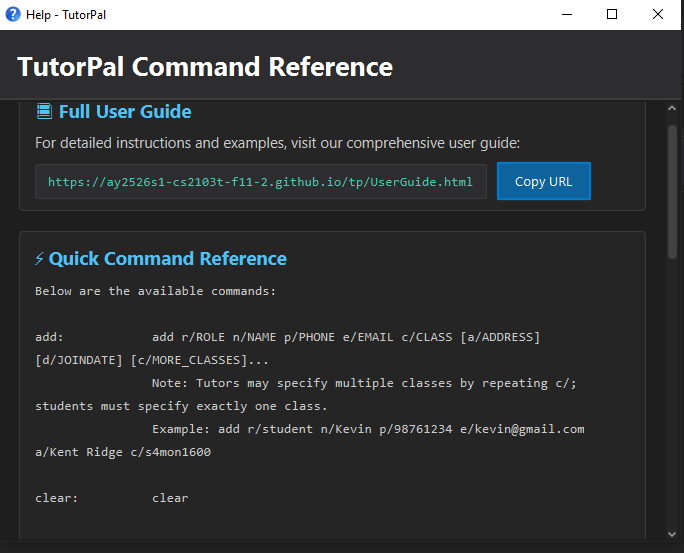 Help - TutorPal
TutorPal Command Reference
Full User Guide
For detailed instructions and examples, visit our comprehensive user guide:
https://ay2526s1-cs2103t-f11-2.github.io/tp/UserGuide.html
Copy URL
Quick Command Reference
Below are the available commands:
add: add r/ROLE n/NAME p/PHONE e/EMAIL c/CLASS [a/ADDRESS]
[d/JOINDATE] [c/MORE_CLASSES]...
Note: Tutors may specify multiple classes by repeating c/;
students must specify exactly one class.
Example: add r/student n/Kevin p/98761234 e/kevin@gmail.com
a/Kent Ridge c/s4mon1600
clear: clear